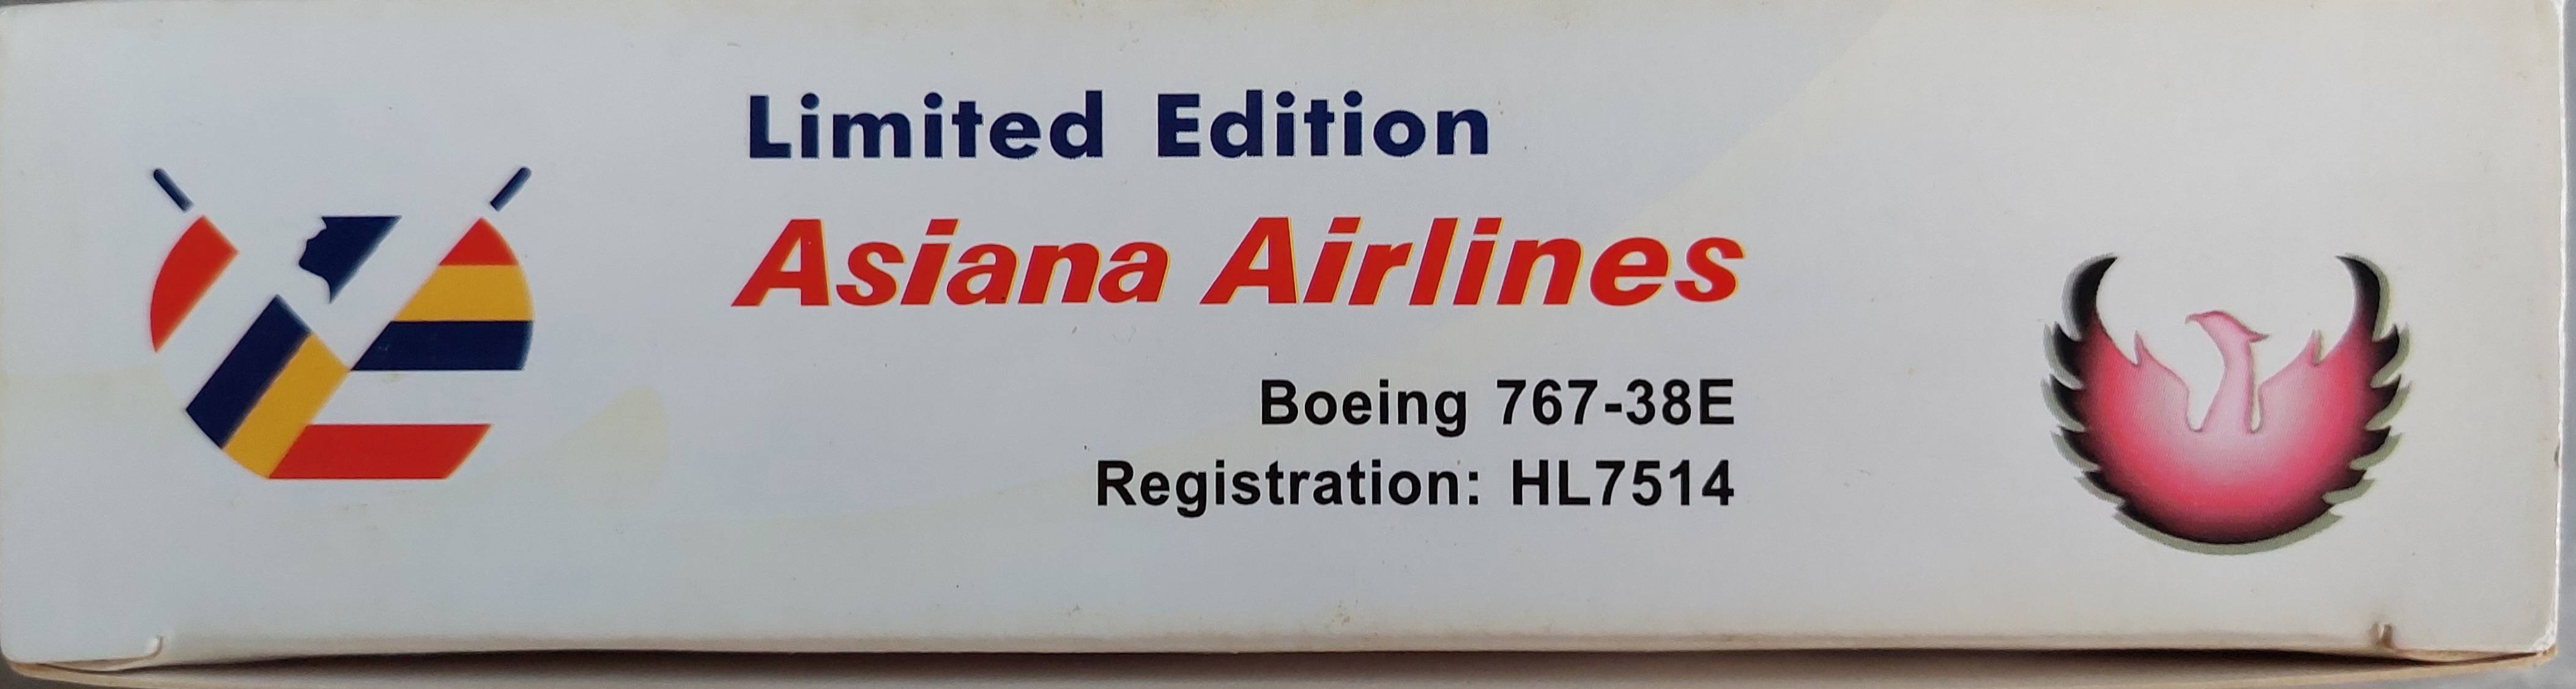 Limited Edition
Asiana Airlines
Boeing 767-38E
Registration: HL7514